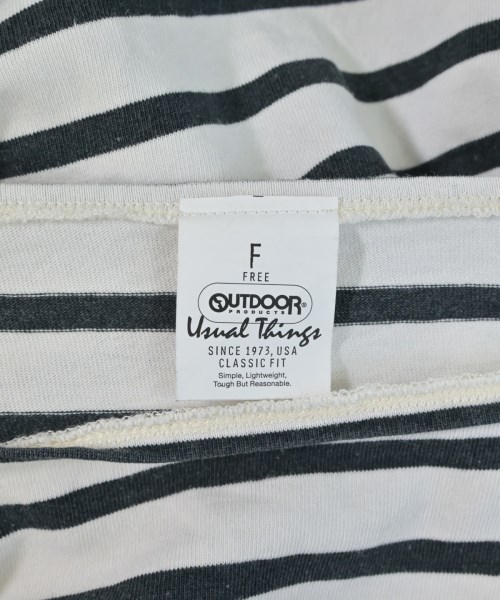 F
FREE
OUTDOOR®
PRODUCTS
Usual Things
SINCE 1973, USA
CLASSIC FIT
Simple, Lightweight,
Tough But Reasonable.